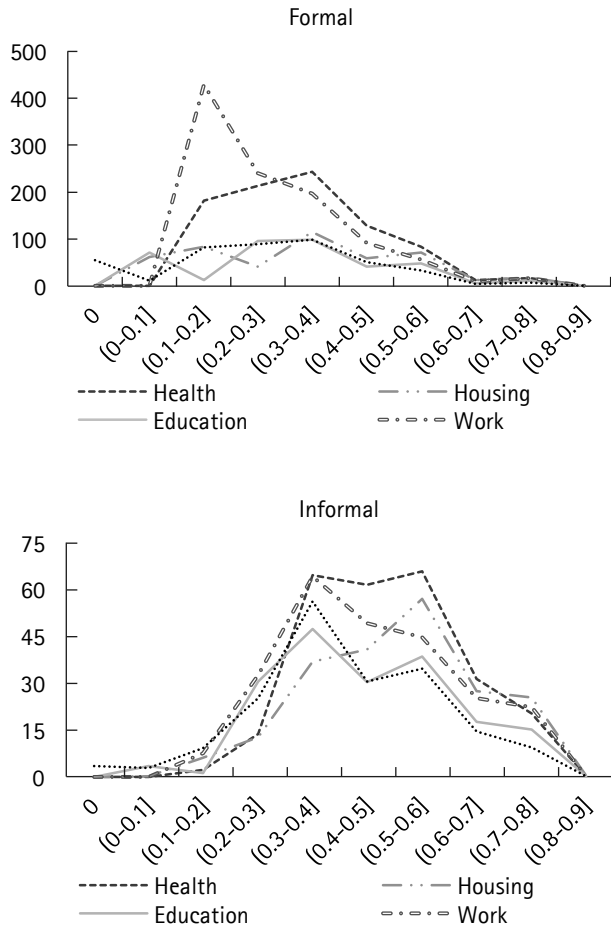 Formal
500
400
300
200
100
0
0 (0–0.1] (0.1–0.2] (0.2–0.3] (0.3–0.4] (0.4–0.5] (0.5–0.6] (0.6–0.7] (0.7–0.8] (0.8–0.9]
Health Housing
Education Work
Informal
75
60
45
30
15
0
0 (0–0.1] (0.1–0.2] (0.2–0.3] (0.3–0.4] (0.4–0.5] (0.5–0.6] (0.6–0.7] (0.7–0.8] (0.8–0.9]
Health Housing
Education Work